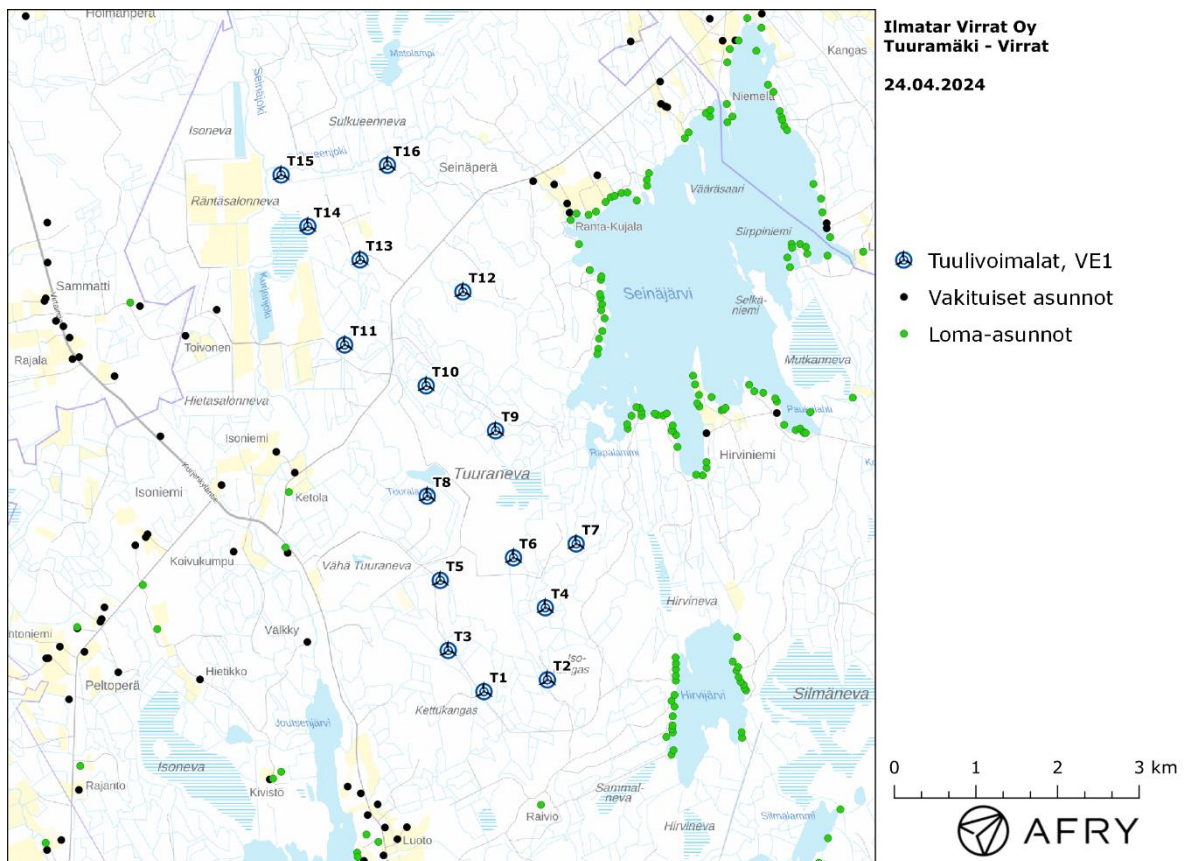 Holmanperä
Ilmatar Virrat Oy
Tuuramäki - Virrat
24.04.2024
Matolampi
Kangas
Seinäjoki
Niemelä
Sulkueenneva
Isoneva
T15
T16
Seinäperä
Räntäsalonneva
Vääräsaari
T14
Ranta-Kujala
Sirppiniemi
T13
Tuulivoimalat, VE1
Sammatti
T12
Seinäjärvi
Kurjenjoki
Selkäniemi
Vakituiset asunnot
Loma-asunnot
Toivonen
T11
Rajala
Mutkanneva
T10
Hietasalonneva
T9
Isoniemi
Hirviniemi
Tuuraneva
Isoniemi
Ketola
T8
T7
Koivukumpu
T6
Vähä Tuuraneva
T5
T4
Hirvineva
Välkky
T3
T2
Peltoperä
Hietikko
T1
Hirvijärvi
Silmäneva
Kettukangas
Joutsenjärvi
Isoneva
0 1 2 3 km
Rajanto
Kivistö
Sammalneva
Raivio
Hirvineva
Silmälammi
Luoto
AFRY